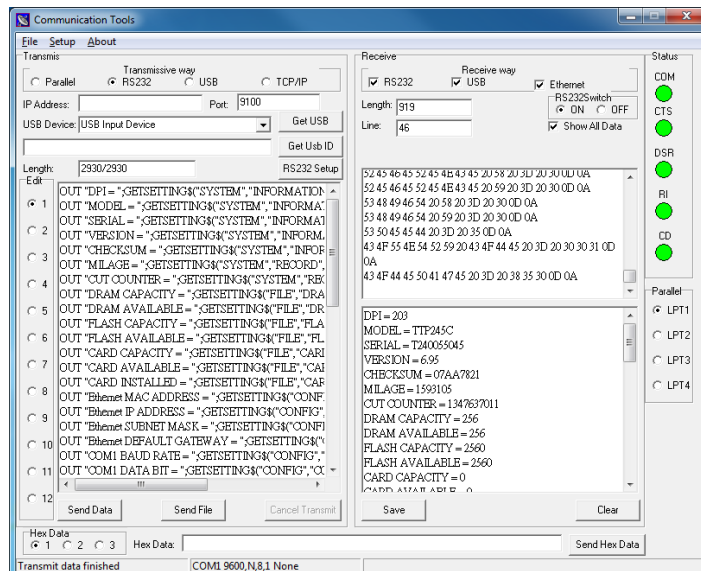 Communication Tools
File Setup About
Transmis
Transmissive way
Parallel RS232 USB TCP/IP
IP Address: Port: 9100
USB Device: USB Input Device Get USB
Get Usb ID
Length: 2930/2930 RS232 Setup
Edit
1
2
3
4
5
6
7
8
9
10
11
12
OUT "DPI = ";GETSETTING$("SYSTEM","INFORMATION
OUT "MODEL = ";GETSETTING$("SYSTEM","INFORMA
OUT "SERIAL = ";GETSETTING$("SYSTEM","INFORMAT
OUT "VERSION = ";GETSETTING$("SYSTEM","INFORM.
OUT "CHECKSUM = ";GETSETTING$("SYSTEM","INFOR
OUT "MILAGE = ";GETSETTING$("SYSTEM","RECORD",
OUT "CUT COUNTER = ";GETSETTING$("SYSTEM","REC
OUT "DRAM CAPACITY = ";GETSETTING$("FILE","DRA
OUT "DRAM AVAILABLE = ";GETSETTING$("FILE","DR
OUT "FLASH CAPACITY = ";GETSETTING$("FILE","FLA
OUT "FLASH AVAILABLE = ";GETSETTING$("FILE","FL
OUT "CARD CAPACITY = ";GETSETTING$("FILE","CARI
OUT "CARD AVAILABLE = ";GETSETTING$("FILE","CA
OUT "CARD INSTALLED = ";GETSETTING$("FILE","CAF
OUT "Ethernet MAC ADDRESS = ";GETSETTING$("CONF
OUT "Ethernet IP ADDRESS = ";GETSETTING$("CONFIG",
OUT "Ethernet SUBNET MASK = ";GETSETTING$("CONFI
OUT "Ethernet DEFAULT GATEWAY = ";GETSETTING$("
OUT "COM1 BAUD RATE = ";GETSETTING$("CONFIG","
OUT "COM1 DATA BIT = ";GETSETTING$("CONFIG","CC
Send Data Send File Cancel Transmit
Receive
Receive way
RS232 USB Ethernet
Length: 919
RS232Switch
ON OFF
Line: 46
Show All Data
52 45 46 45 52 45 4E 43 45 20 58 20 3D 20 30 0D 0A
52 45 46 45 52 45 4E 43 45 20 59 20 3D 20 30 0D 0A
53 48 49 46 54 20 58 20 3D 20 30 0D 0A
53 48 49 46 54 20 59 20 3D 20 30 0D 0A
53 50 45 45 44 20 3D 20 35 0D 0A
43 4F 55 4E 54 52 59 20 43 4F 44 45 20 3D 20 30 30 31 0D
0A
43 4F 44 45 50 41 47 45 20 3D 20 38 35 30 0D 0A
DPI = 203
MODEL = TTP245C
SERIAL = T240055045
VERSION = 6.95
CHECKSUM = 07AA7821
MILAGE = 1593105
CUT COUNTER = 1347637011
DRAM CAPACITY = 256
DRAM AVAILABLE = 256
FLASH CAPACITY = 2560
FLASH AVAILABLE = 2560
CARD CAPACITY = 0
CARD AVAILABLE = 0
Save Clear
Status
COM
CTS
DSR
RI
CD
Parallel
LPT1
LPT2
LPT3
LPT4
Hex Data
1 2 3
Hex Data: Send Hex Data
Transmit data finished COM1 9600,N,8,1 None